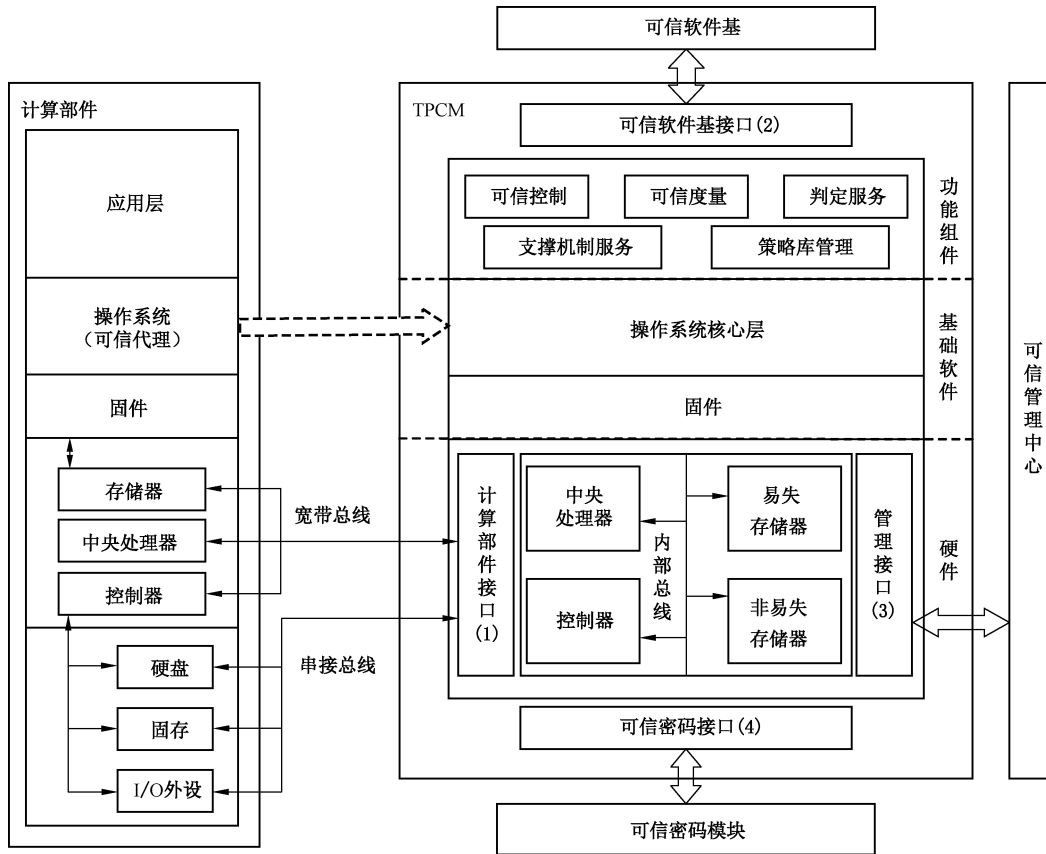 可信软件基
计算部件
TPCM
可信软件基接口(2)
应用层
可信控制
可信度量
判定服务
支撑机制服务
策略库管理
功能组件
操作系统
（可信代理）
操作系统核心层
基础软件
固件
固件
可信管理中心
存储器
中央处理器
控制器
宽带总线
计算部件接口(1)
中央
处理器
控制器
内部总线
易失
存储器
非易失
存储器
管理接口(3)
硬件
硬盘
固存
I/O外设
串接总线
可信密码接口(4)
可信密码模块